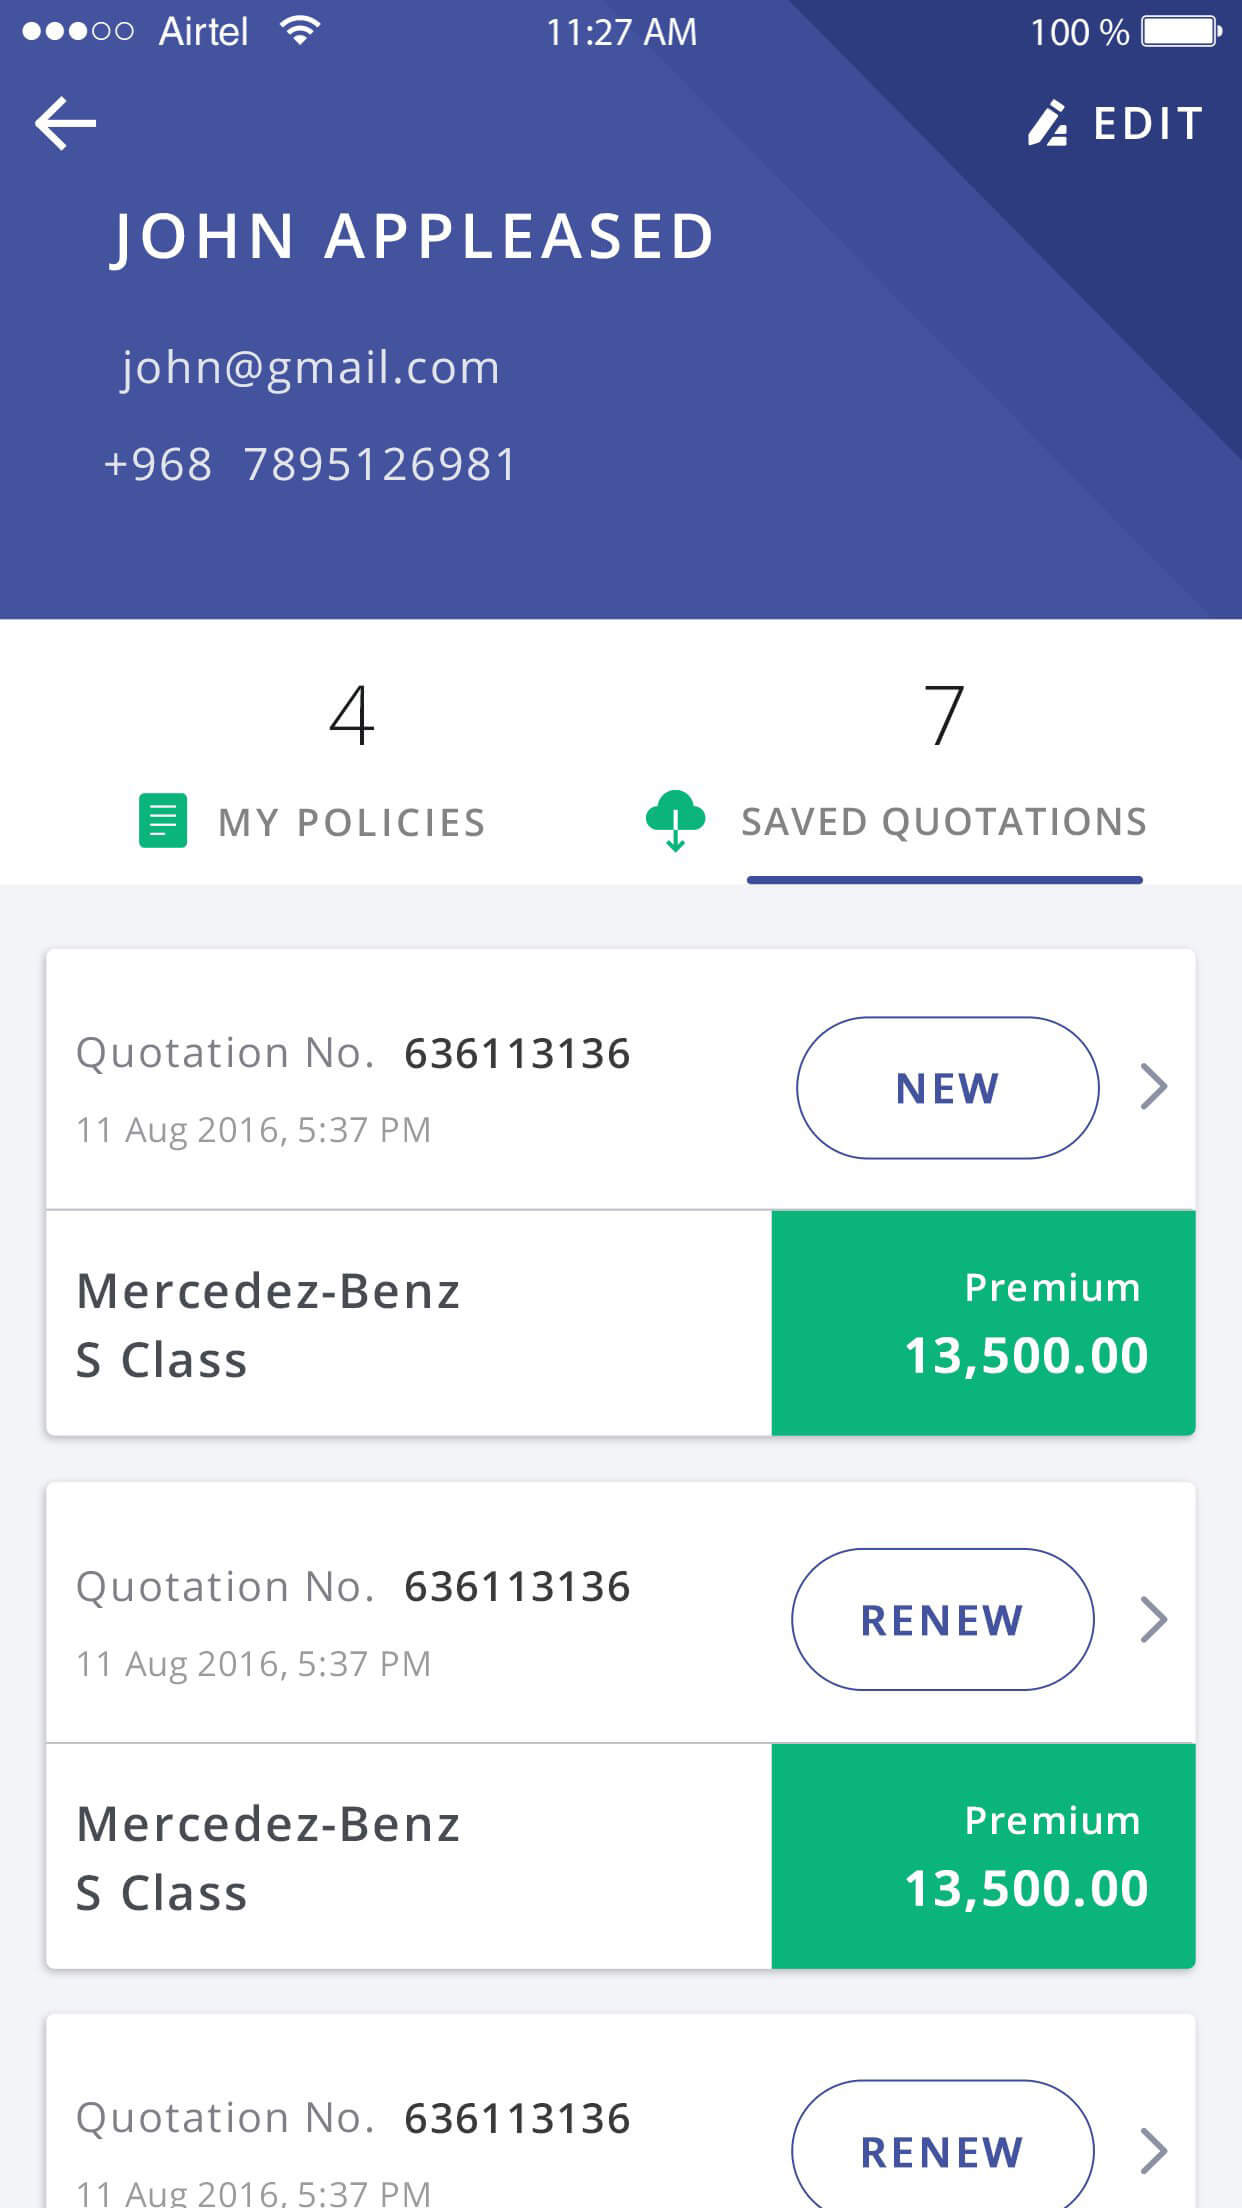 Airtel 11:27 AM 100 %
EDIT
JOHN APPLEASED
john@gmail.com
+968 7895126981
4 7
MY POLICIES SAVED QUOTATIONS
Quotation No. 636113136 NEW
11 Aug 2016, 5:37 PM
Mercedez-Benz
S Class
Premium
13,500.00
Quotation No. 636113136 RENEW
11 Aug 2016, 5:37 PM
Mercedez-Benz
S Class
Premium
13,500.00
Quotation No. 636113136 RENEW
11 Aug 2016, 5:37 PM